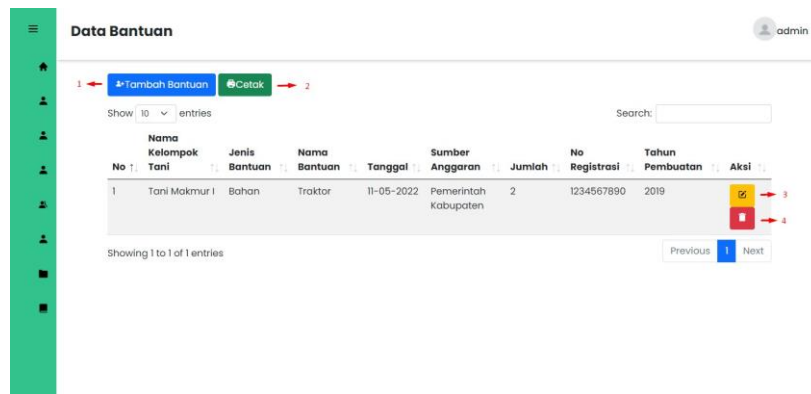 Data Bantuan
admin
1
Tambah Bantuan
Cetak
2
Show 10 entries
Search:
No
Nama Kelompok Tani
Jenis Bantuan
Nama Bantuan
Tanggal
Sumber Anggaran
Jumlah
No Registrasi
Tahun Pembuatan
Aksi
1 Tani Makmur I Bahan Traktor 11-05-2022 Pemerintah Kabupaten 2 1234567890 2019
3
4
Showing 1 to 1 of 1 entries
Previous 1 Next